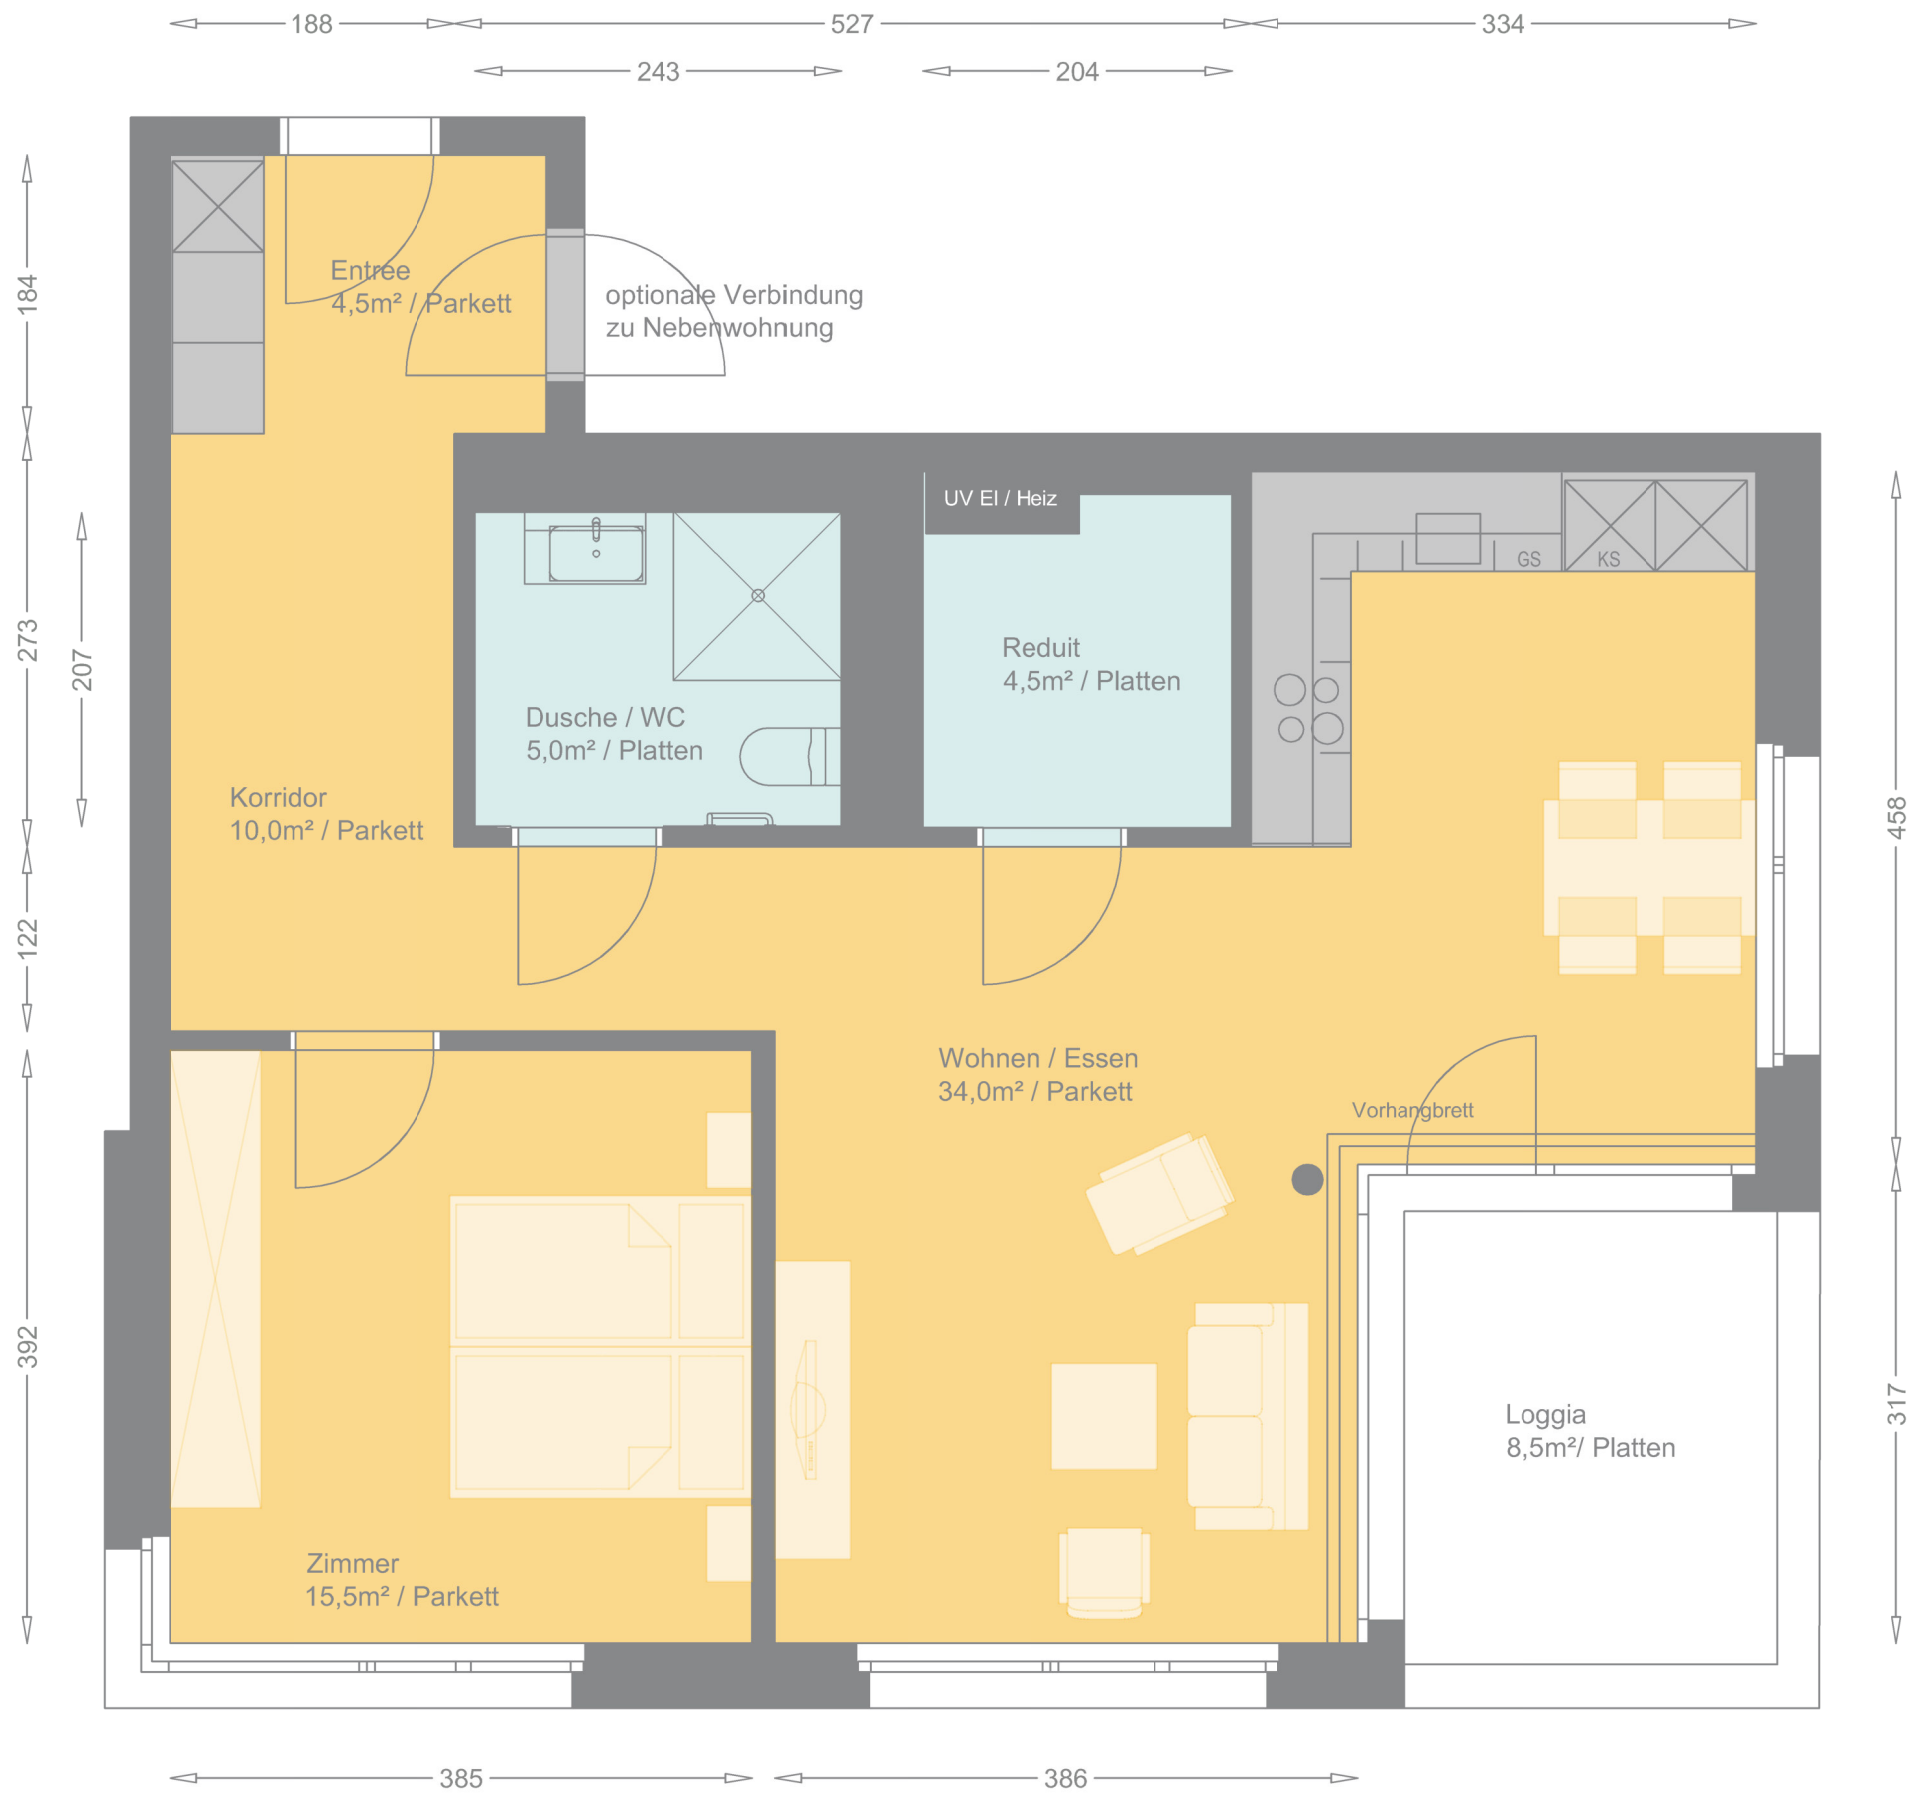 188
527
334
243
204
184
Entrée
4,5m² / Parkett
optionale Verbindung
zu Nebenwohnung
UV El / Heiz
GS
KS
273
207
Reduit
4,5m² / Platten
Dusche / WC
5,0m² / Platten
Korridor
10,0m² / Parkett
458
122
Wohnen / Essen
34,0m² / Parkett
Vorhangbrett
392
317
Loggia
8,5m²/ Platten
Zimmer
15,5m² / Parkett
385
386